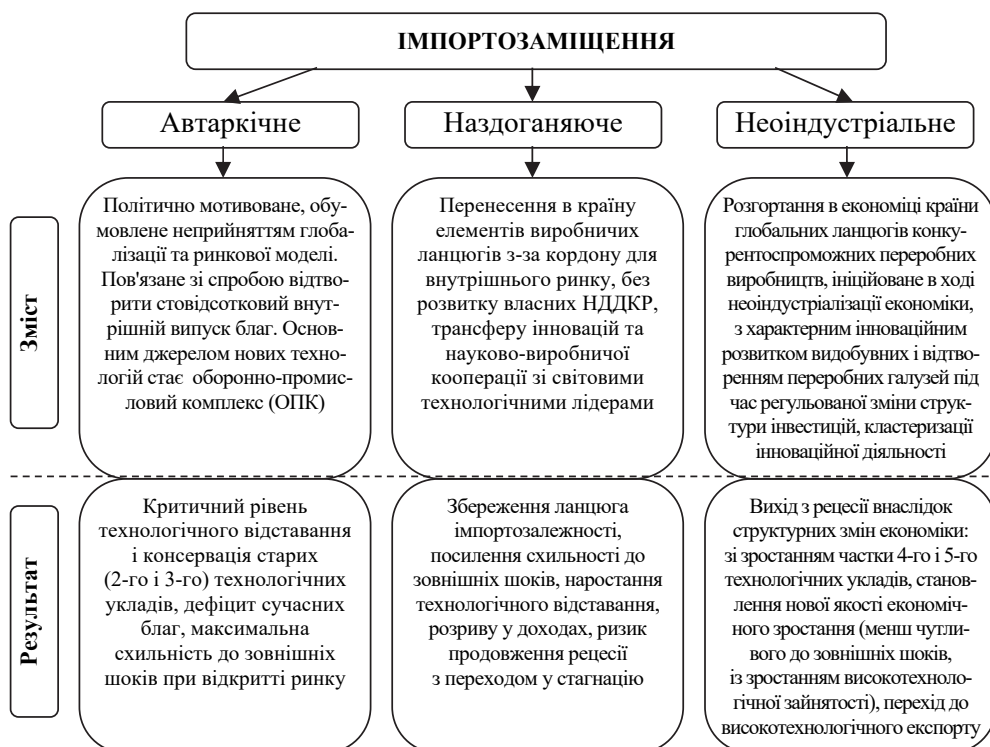 ІМПОРТОЗАМІЩЕННЯ
Автаркічне
Наздоганяюче
Неоіндустріальне
Зміст
Політично мотивоване, обу-
мовлене неприйняттям глоба-
лізації та ринкової моделі.
Пов'язане зі спробою відтво-
рити стовідсотковий внут-
рішній випуск благ. Основ-
ним джерелом нових техно-
логій стає оборонно-промис-
ловий комплекс (ОПК)
Перенесення в країну
елементів виробничих
ланцюгів з-за кордону для
внутрішнього ринку, без
розвитку власних НДДКР,
трансферу інновацій та
науково-виробничої
кооперації зі світовими
технологічними лідерами
Розгортання в економіці країни
глобальних ланцюгів конку-
рентоспроможних переробних
виробництв, ініційоване в ході
неоіндустріалізації економіки,
з характерним інноваційним
розвитком видобувних і відтво-
ренням переробних галузей під
час регульованої зміни струк-
тури інвестицій, кластеризації
інноваційної діяльності
Результат
Критичний рівень
технологічного відставання
і консервація старих
(2-го і 3-го) технологічних
укладів, дефіцит сучасних
благ, максимальна
схильність до зовнішніх
шоків при відкритті ринку
Збереження ланцюга
імпортозалежності,
посилення схильності до
зовнішніх шоків, наростання
технологічного відставання,
розриву у доходах, ризик
продовження рецесії
з переходом у стагнацію
Вихід з рецесії внаслідок
структурних змін економіки:
зі зростанням частки 4-го і 5-го
технологічних укладів, станов-
лення нової якості економіч-
ного зростання (менш чутли-
вого до зовнішніх шоків,
із зростанням високотехноло-
гічної зайнятості), перехід до
високотехнологічного експорту